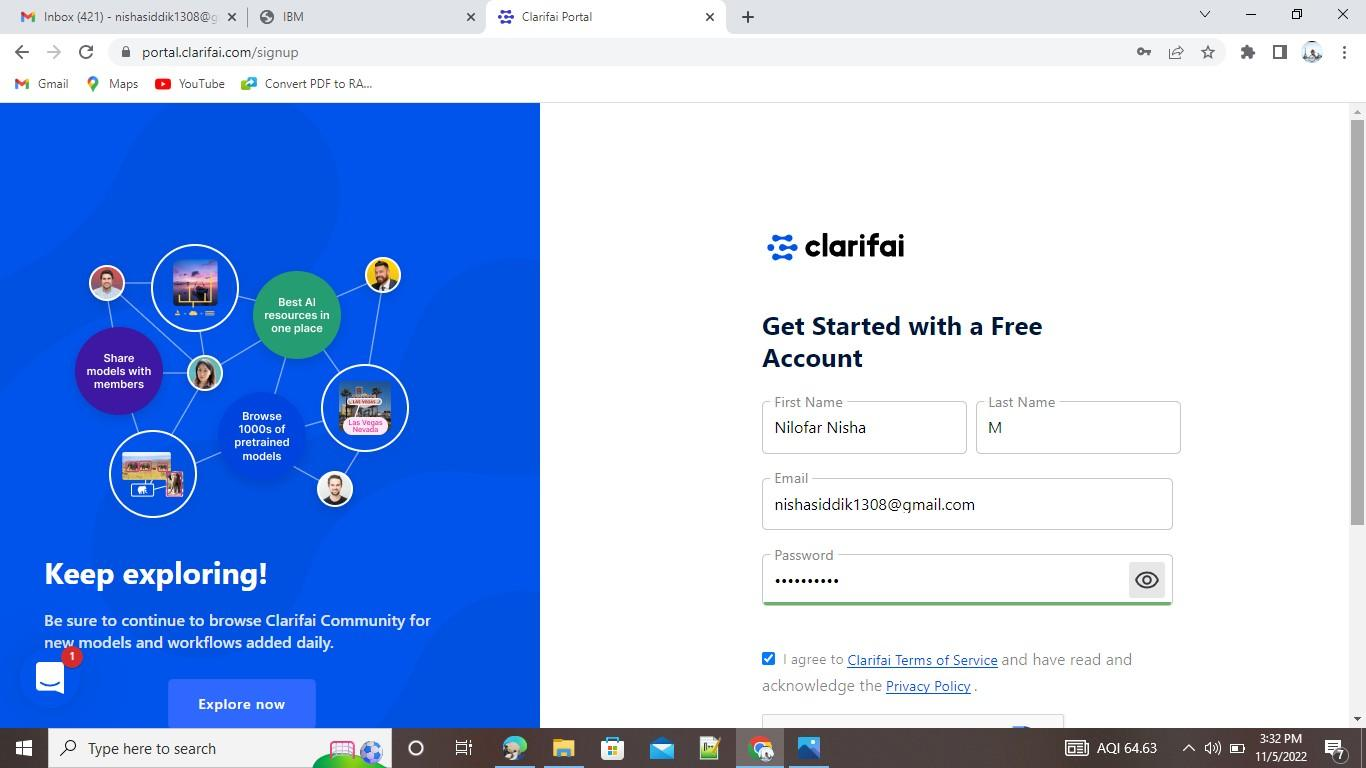 Inbox (421) - nishasiddik1308@g
IBM
Clarifai Portal
portal.clarifai.com/signup
Gmail
Maps
YouTube
Convert PDF to RA...
Best AI
resources in
one place
Share
models with
members
Browse
1000s of
pretrained
models
LAS VEGAS
NEVADA
Las Vegas
Nevada
Keep exploring!
Be sure to continue to browse Clarifai Community for
new models and workflows added daily.
1
Explore now
clarifai
Get Started with a Free
Account
First Name
Nilofar Nisha
Last Name
M
Email
nishasiddik1308@gmail.com
Password
••••••••••
I agree to Clarifai Terms of Service and have read and
acknowledge the Privacy Policy .
Type here to search
AQI 64.63
3:32 PM
11/5/2022
7